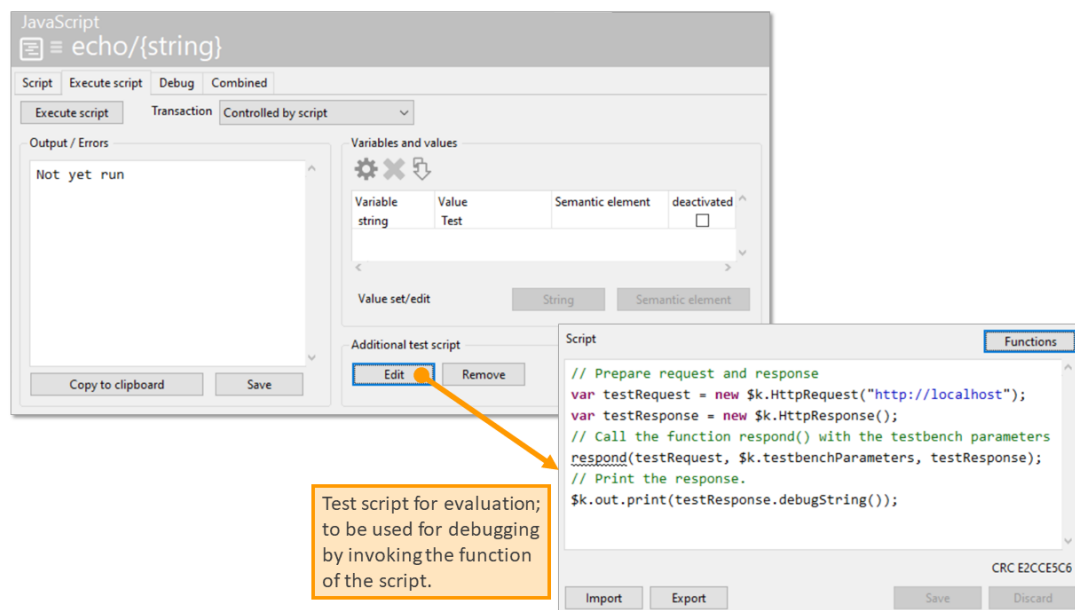 JavaScript
echo/{string}
Script Execute script Debug Combined
Execute script Transaction Controlled by script
Output / Errors
Not yet run
Copy to clipboard Save
Variables and values
Variable Value Semantic element deactivated
string Test
Value set/edit String Semantic element
Additional test script
Edit Remove
Script Functions
// Prepare request and response
var testRequest = new $k.HttpRequest("http://localhost");
var testResponse = new $k.HttpResponse();
// Call the function respond() with the testbench parameters
respond(testRequest, $k.testbenchParameters, testResponse);
// Print the response.
$k.out.print(testResponse.debugString());
CRC E2CCE5C6
Import Export Save Discard
Test script for evaluation;
to be used for debugging
by invoking the function
of the script.